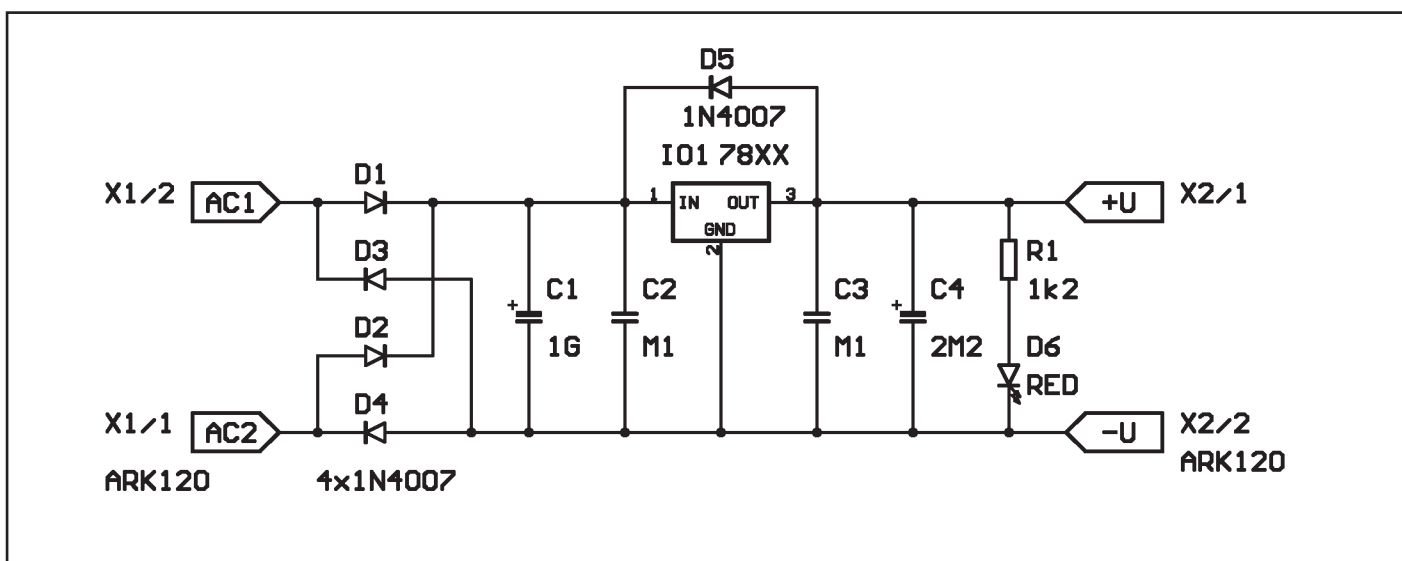 D5
1N4007
IO1 78XX
X1/2
AC1
D1
1
IN
OUT
3
GND
2
+U
X2/1
D3
R1
1k2
C1
1G
C2
M1
C3
M1
+
C4
2M2
+
D2
D6
RED
X1/1
AC2
D4
-U
X2/2
ARK120
4x1N4007
ARK120